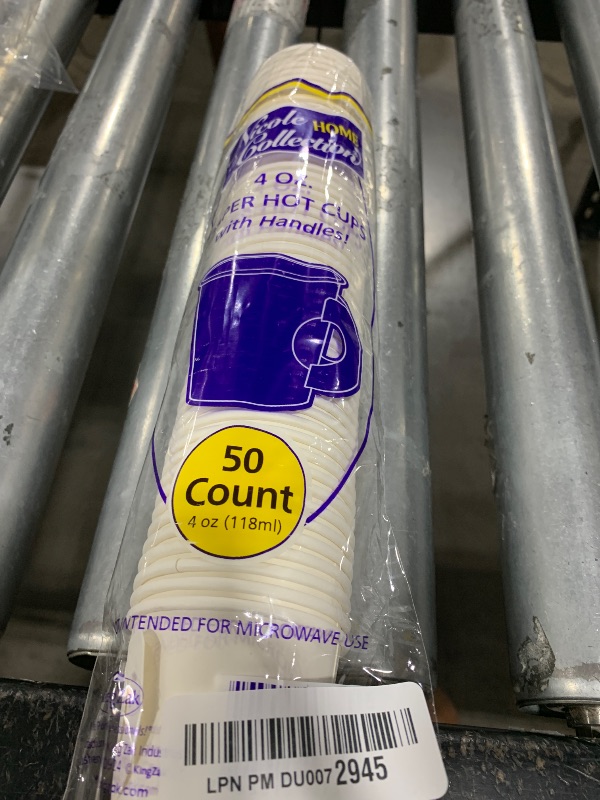 Nicole HOME
Collection
4 Oz.
PER HOT CUPS
with Handles!
50
Count
4 oz (118ml)
INTENDED FOR MICROWAVE USE
LPN PM DU0072945